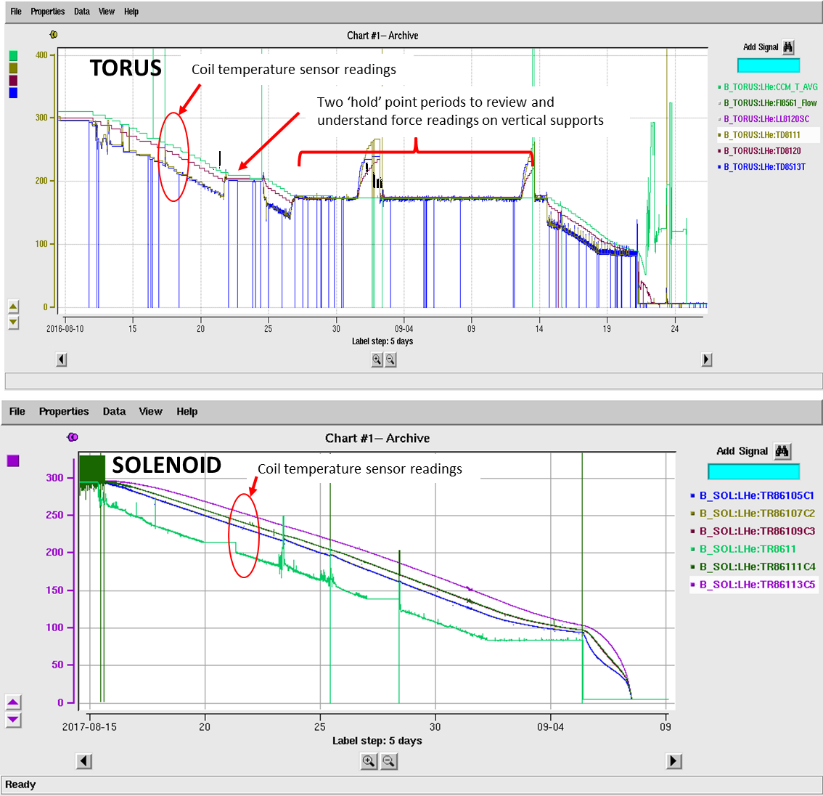 File Properties Data View Help
Chart #1– Archive
TORUS
Coil temperature sensor readings
Two ‘hold’ point periods to review and
understand force readings on vertical supports
400
300
200
100
0
2016-08-10 15 20 25 30 09-04 09 14 19 24
Label step: 5 days
Add Signal
B_TORUS:LHe:CCM_T_AVG
B_TORUS:LHe:FI8561_Flow
B_TORUS:LHe:LL8120SC
B_TORUS:LHe:TD8111
B_TORUS:LHe:TD8120
B_TORUS:LHe:TD8513T
File Properties Data View Help
Chart #1– Archive
SOLENOID
Coil temperature sensor readings
300
250
200
150
100
50
0
2017-08-15 20 25 30 09-04 09
Label step: 5 days
Add Signal
B_SOL:LHe:TR86105C1
B_SOL:LHe:TR86107C2
B_SOL:LHe:TR86109C3
B_SOL:LHe:TR8611
B_SOL:LHe:TR86111C4
B_SOL:LHe:TR86113C5
Ready